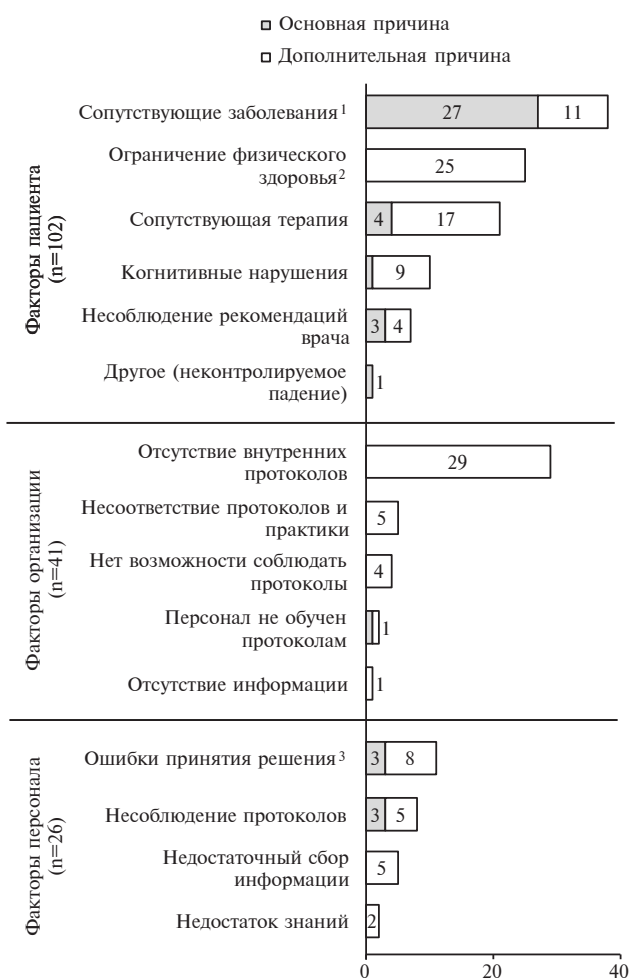 Основная причина
Дополнительная причина
Факторы пациента
(n=102)
Сопутствующие заболевания¹
27
11
Ограничение физического
здоровья²
25
Сопутствующая терапия
4
17
Когнитивные нарушения
9
Несоблюдение рекомендаций
врача
3
4
Другое (неконтролируемое
падение)
1
Факторы организации
(n=41)
Отсутствие внутренних
протоколов
29
Несоответствие протоколов и
практики
5
Нет возможности соблюдать
протоколы
4
Персонал не обучен
протоколам
1
Отсутствие информации
1
Факторы персонала
(n=26)
Ошибки принятия решения³
3
8
Несоблюдение протоколов
3
5
Недостаточный сбор
информации
5
Недостаток знаний
2
0
20
40